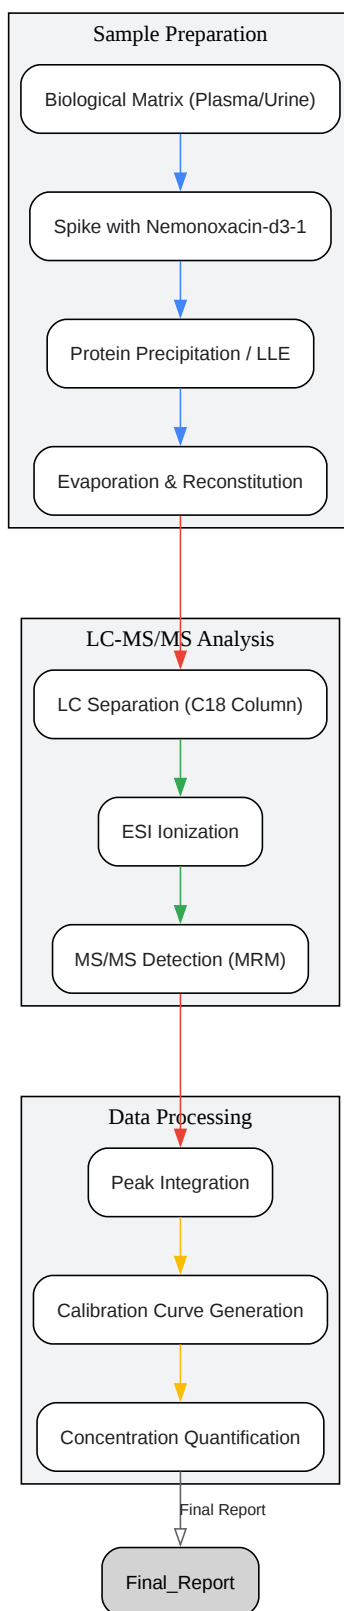 Sample Preparation
Biological Matrix (Plasma/Urine)
Spike with Nemonoxacin-d3-1
Protein Precipitation / LLE
Evaporation & Reconstitution
LC-MS/MS Analysis
LC Separation (C18 Column)
ESI Ionization
MS/MS Detection (MRM)
Data Processing
Peak Integration
Calibration Curve Generation
Concentration Quantification
Final Report
Final_Report